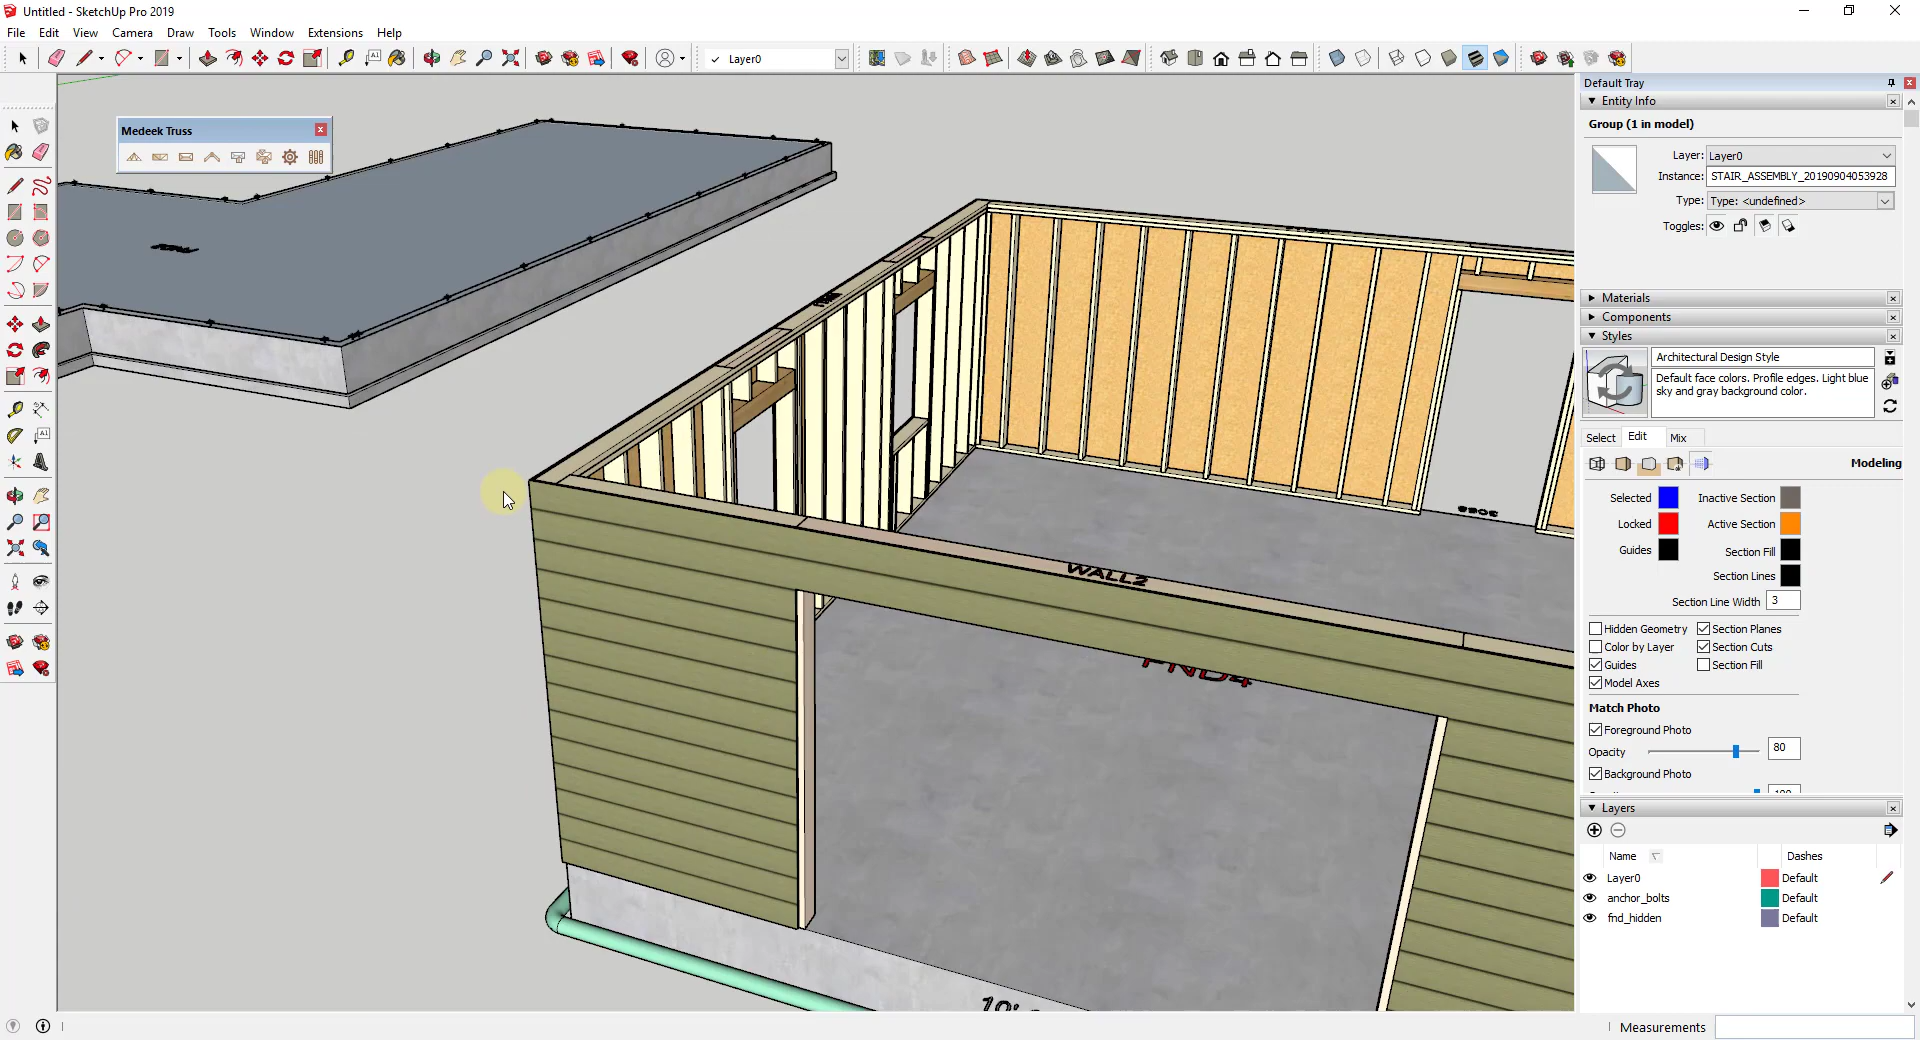 Untitled - SketchUp Pro 2019
File Edit View Camera Draw Tools Window Extensions Help
Layer0
Medeek Truss
WALL2
FND4
Default Tray
Entity Info
Group (1 in model)
Layer: Layer0
Instance: STAIR_ASSEMBLY_20190904053928
Type: Type: <undefined>
Toggles:
Materials
Components
Styles
Architectural Design Style
Default face colors. Profile edges. Light blue
sky and gray background color.
Select Edit Mix
Modeling
Selected Inactive Section
Locked Active Section
Guides Section Fill
Section Lines
Section Line Width 3
Hidden Geometry Section Planes
Color by Layer Section Cuts
Guides Section Fill
Model Axes
Match Photo
Foreground Photo
Opacity 80
Background Photo
Layers
Name Dashes
Layer0 Default
anchor_bolts Default
fnd_hidden Default
Measurements